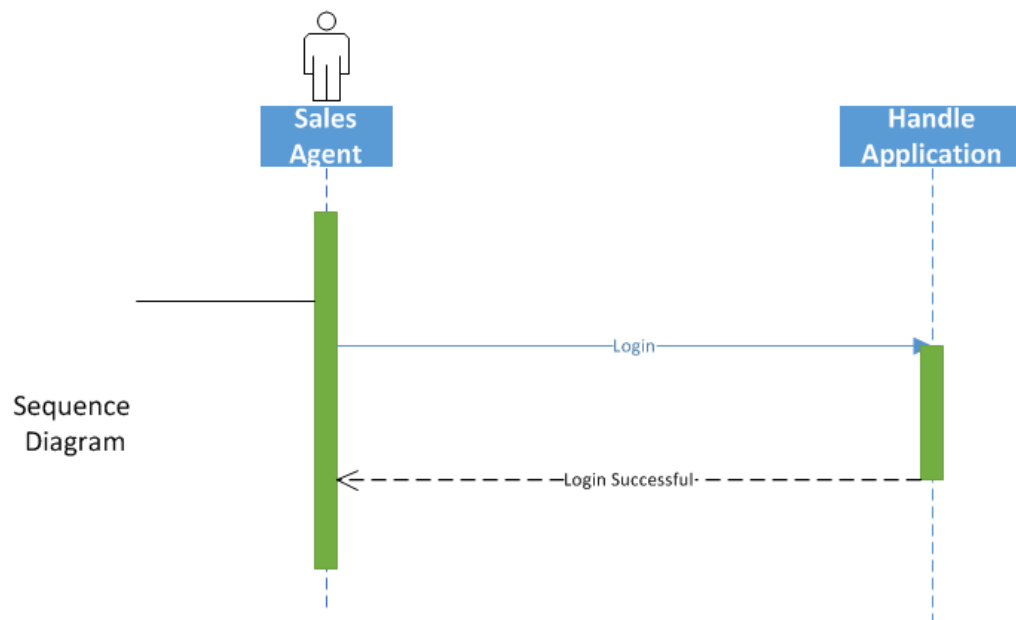 Sales
Agent
Handle
Application
Login
Sequence
Diagram
Login Successful